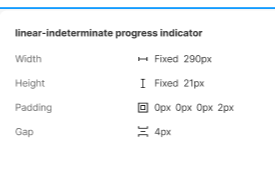 linear-indeterminate progress indicator
Width Fixed 290px
Height Fixed 21px
Padding 0px 0px 0px 2px
Gap 4px